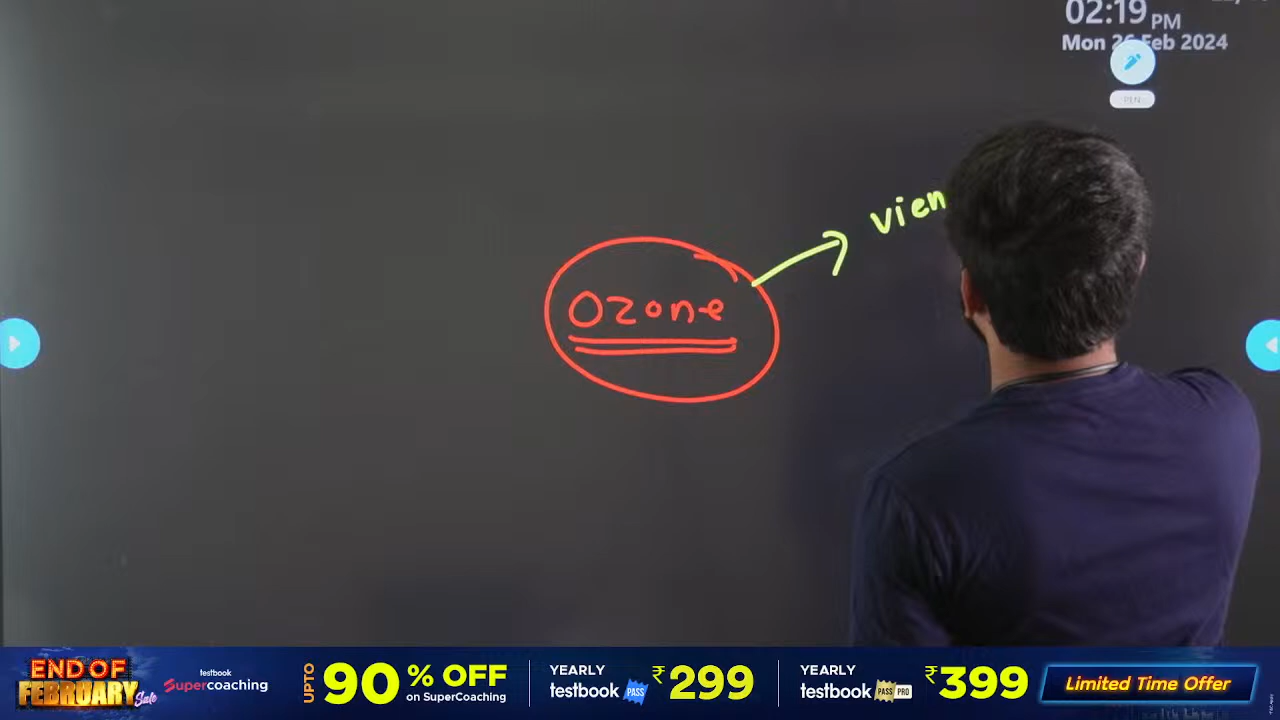 02:19 PM
Mon 26 Feb 2024
PEN
vien
Ozone
END OF
FEBRUARY
Sale
testbook
Supercoaching
UPTO
90% OFF
on SuperCoaching
YEARLY
testbook PASS
₹299
YEARLY
testbook PASS PRO
₹399
Limited Time Offer